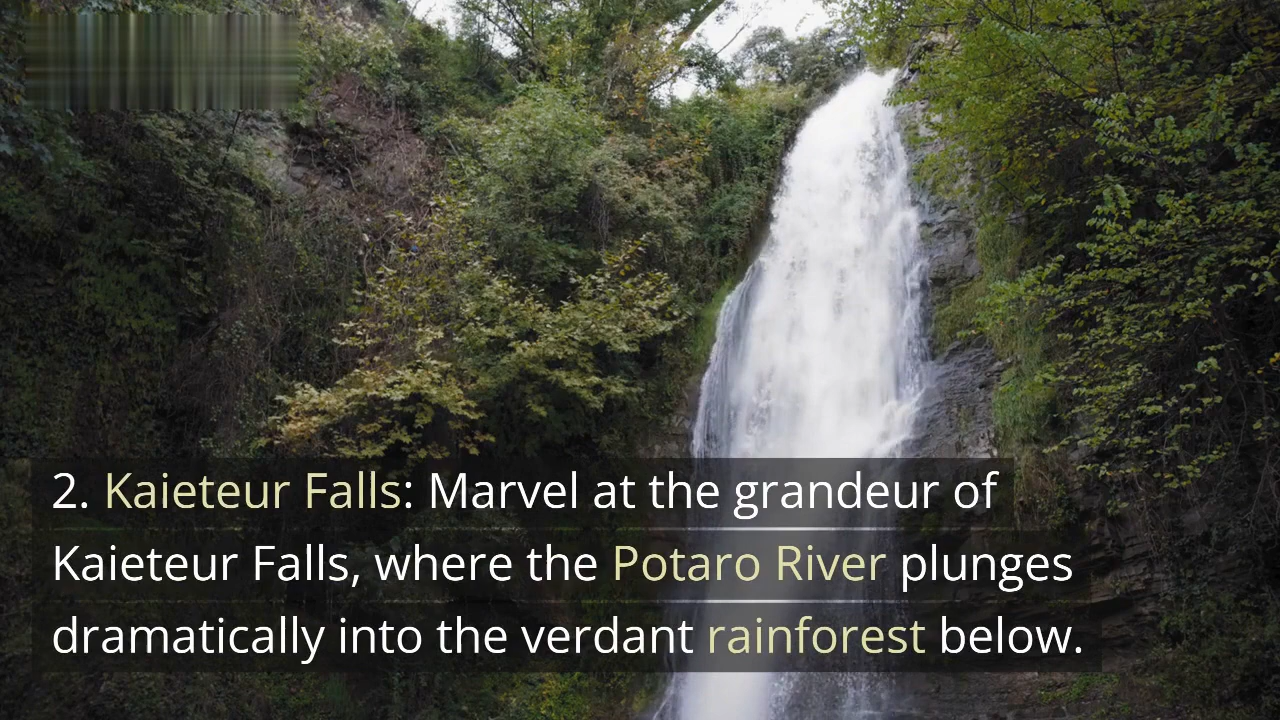 2. Kaieteur Falls: Marvel at the grandeur of
Kaieteur Falls, where the Potaro River plunges
dramatically into the verdant rainforest below.